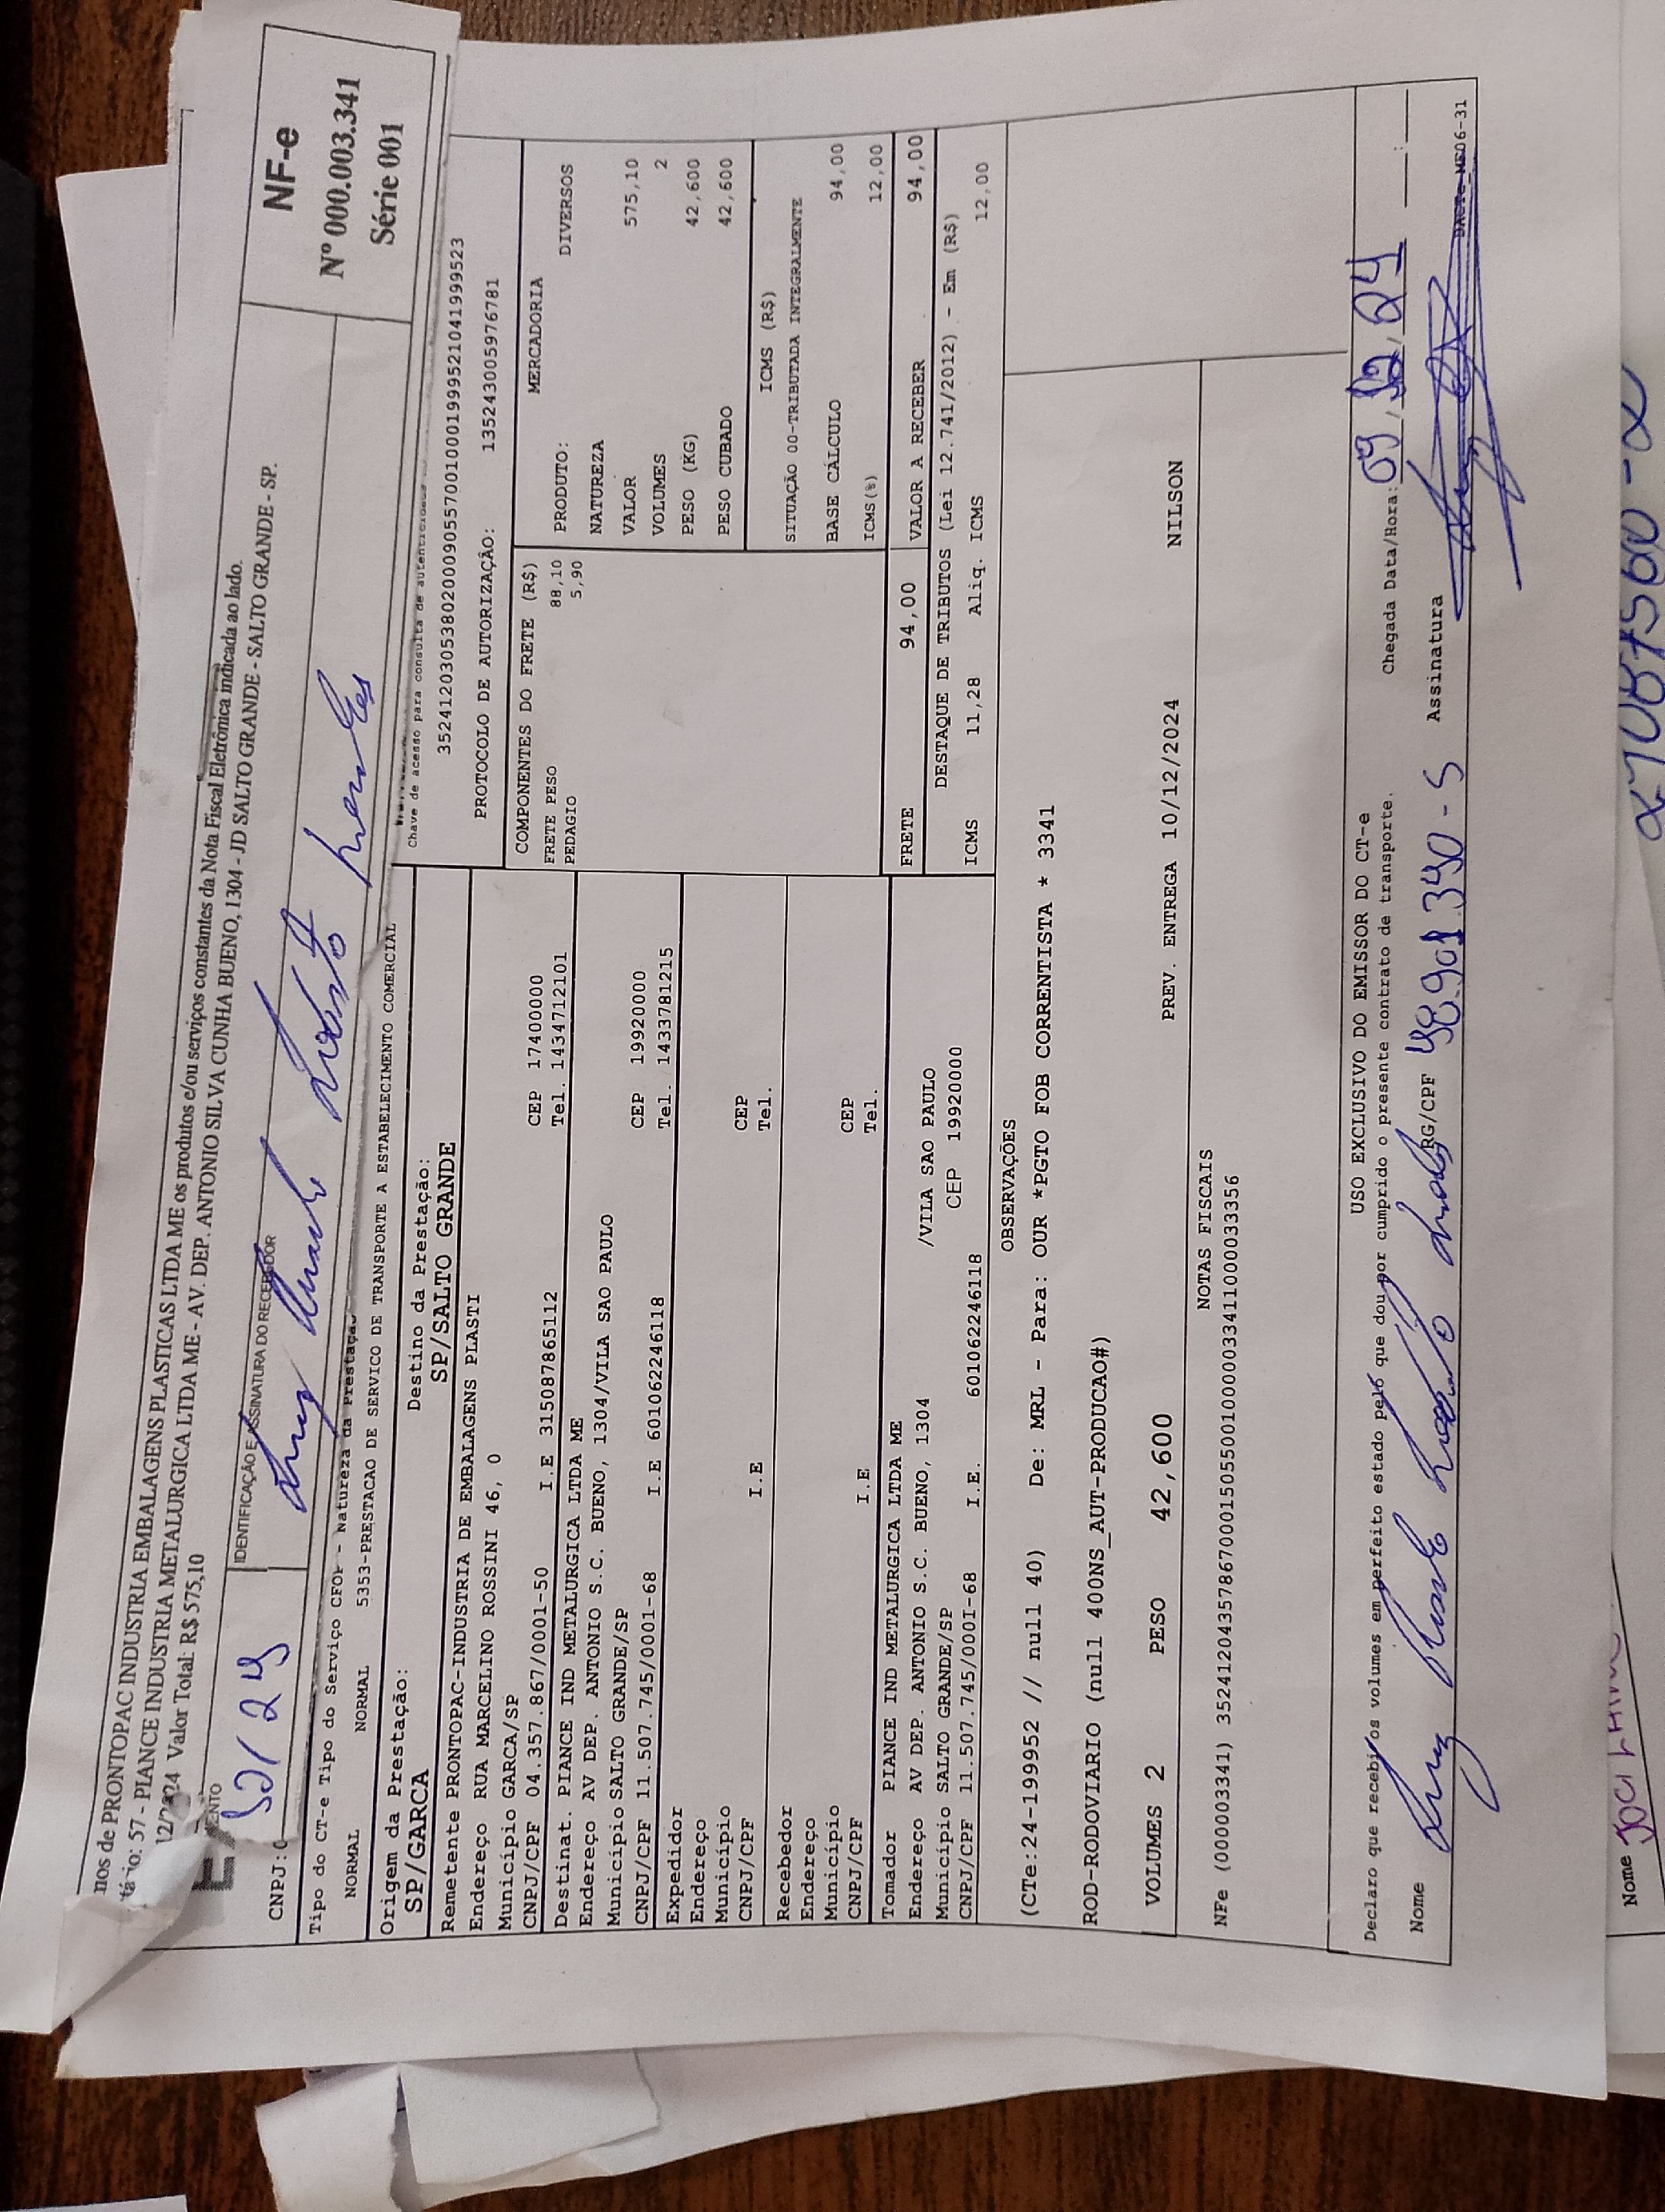 nos de PRONTOPAC INDUSTRIA EMBALAGENS PLASTICAS LTDA ME os produtos e/ou serviços constantes da Nota Fiscal Eletrônica indicada ao lado.
57 - PIANCE INDUSTRIA METALURGICA LTDA ME - AV. DEP. ANTONIO SILVA CUNHA BUENO, 1304 - JD SALTO GRANDE - SALTO GRANDE - SP.
Valor Total: R$ 575,10
NF-e
Nº 000.003.341
Série 001
IDENTIFICAÇÃO E ASSINATURA DO RECEBEDOR
CNPJ:
Tipo do CT-e Tipo do Serviço CFOP - Natureza da Prestação
NORMAL NORMAL 5353-PRESTACAO DE SERVICO DE TRANSPORTE A ESTABELECIMENTO COMERCIAL
Chave de acesso para consulta de autenticidade
35241203053802000905570010001999521041999523
PROTOCOLO DE AUTORIZAÇÃO: 135243005976781
Origem da Prestação: Destino da Prestação:
SP/GARCA SP/SALTO GRANDE
Remetente PRONTOPAC-INDUSTRIA DE EMBALAGENS PLASTI
Endereço RUA MARCELINO ROSSINI 46, 0
Município GARCA/SP CEP 17400000
CNPJ/CPF 04.357.867/0001-50 I.E 315087865112 Tel. 1434712101
Destinat. PIANCE IND METALURGICA LTDA ME
Endereço AV DEP. ANTONIO S.C. BUENO, 1304/VILA SAO PAULO
Município SALTO GRANDE/SP CEP 19920000
CNPJ/CPF 11.507.745/0001-68 I.E 601062246118 Tel. 1433781215
Expedidor
Endereço
Município CEP
CNPJ/CPF I.E Tel.
Recebedor
Endereço
Município CEP
CNPJ/CPF I.E Tel.
Tomador PIANCE IND METALURGICA LTDA ME
Endereço AV DEP. ANTONIO S.C. BUENO, 1304 /VILA SAO PAULO
Município SALTO GRANDE/SP CEP 19920000
CNPJ/CPF 11.507.745/0001-68 I.E. 601062246118
COMPONENTES DO FRETE (R$)
FRETE PESO 88,10
PEDAGIO 5,90
MERCADORIA
PRODUTO: DIVERSOS
NATUREZA
VALOR 575,10
VOLUMES 2
PESO (KG) 42,600
PESO CUBADO 42,600
ICMS (R$)
SITUAÇÃO 00-TRIBUTADA INTEGRALMENTE
BASE CÁLCULO 94,00
ICMS(%) 12,00
FRETE 94,00 VALOR A RECEBER 94,00
DESTAQUE DE TRIBUTOS (Lei 12.741/2012) - Em (R$)
ICMS 11,28 Aliq. ICMS 12,00
OBSERVAÇÕES
(CTe:24-199952 // null 40) De: MRL - Para: OUR *PGTO FOB CORRENTISTA * 3341
ROD-RODOVIARIO (null 400NS_AUT-PRODUCAO#)
VOLUMES 2 PESO 42,600 PREV. ENTREGA 10/12/2024 NILSON
NOTAS FISCAIS
NFe (000003341) 35241204357867000150550010000033411000033356
USO EXCLUSIVO DO EMISSOR DO CT-e
Declaro que recebi os volumes em perfeito estado pelo que dou por cumprido o presente contrato de transporte. Chegada Data/Hora: 09/12/24
Nome RG/CPF 48.901.340-5 Assinatura
Nome